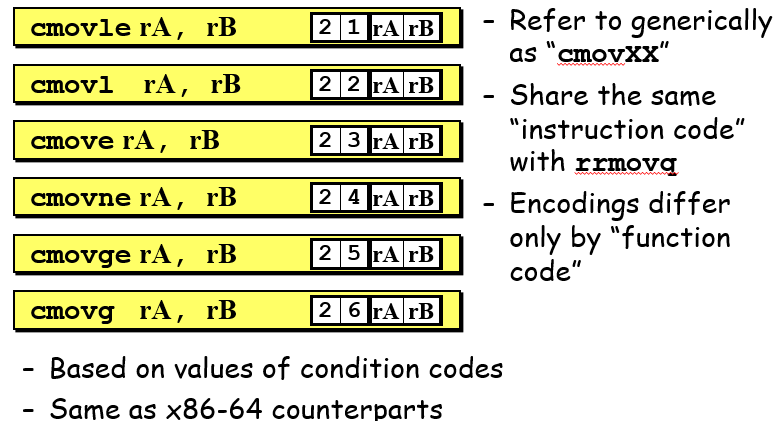 cmovle rA, rB 2 1 rA rB
cmovl rA, rB 2 2 rA rB
cmove rA, rB 2 3 rA rB
cmovne rA, rB 2 4 rA rB
cmovge rA, rB 2 5 rA rB
cmovg rA, rB 2 6 rA rB
– Refer to generically
as “cmovXX”
– Share the same
“instruction code”
with rrmovq
– Encodings differ
only by “function
code”
– Based on values of condition codes
– Same as x86-64 counterparts